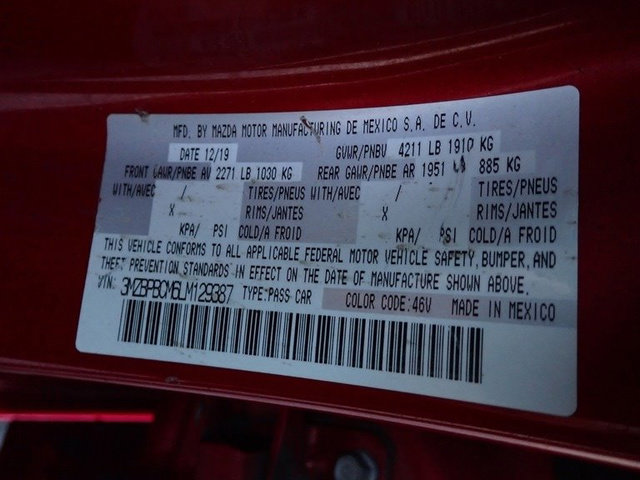 MFD. BY MAZDA MOTOR MANUFACTURING DE MEXICO S.A. DE C.V.
DATE 12/19 GVWR/PNBV 4211 LB 1910 KG
FRONT GAWR/PNBE AV 2271 LB 1030 KG REAR GAWR/PNBE AR 1951 885 KG
WITH/AVEC / TIRES/PNEUS WITH/AVEC / TIRES/PNEUS
X RIMS/JANTES X RIMS/JANTES
KPA/ PSI COLD/A FROID KPA/ PSI COLD/A FROID
THIS VEHICLE CONFORMS TO ALL APPLICABLE FEDERAL MOTOR VEHICLE SAFETY, BUMPER, AND
THEFT PREVENTION STANDARDS IN EFFECT ON THE DATE OF MANUFACTURE SHOWN ABOVE.
VIN: 3MZBPBCM6LM129387 TYPE:PASS CAR COLOR CODE:46V MADE IN MEXICO